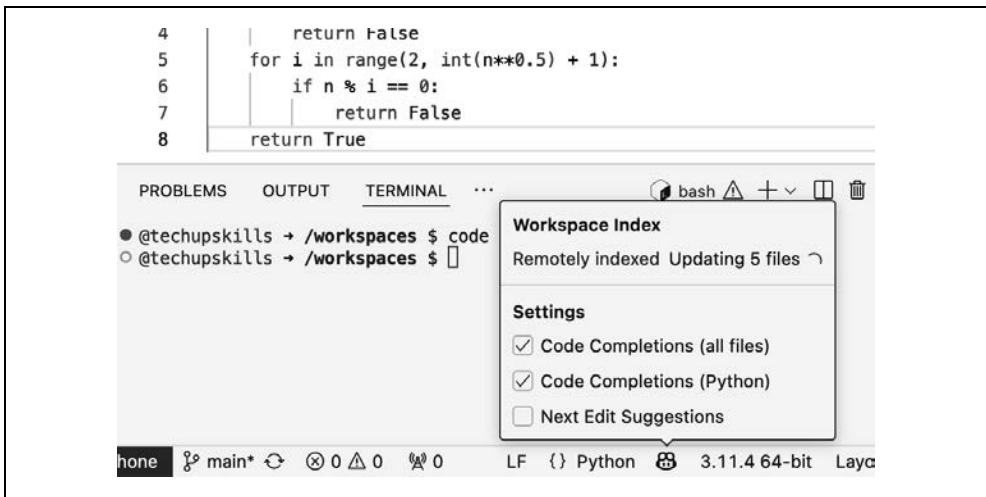 4 return False
5 for i in range(2, int(n**0.5) + 1):
6 if n % i == 0:
7 return False
8 return True
PROBLEMS OUTPUT TERMINAL ··· bash
@techupskills → /workspaces $ code
@techupskills → /workspaces $
Workspace Index
Remotely indexed Updating 5 files
Settings
Code Completions (all files)
Code Completions (Python)
Next Edit Suggestions
main* 0 0 0 LF {} Python 3.11.4 64-bit